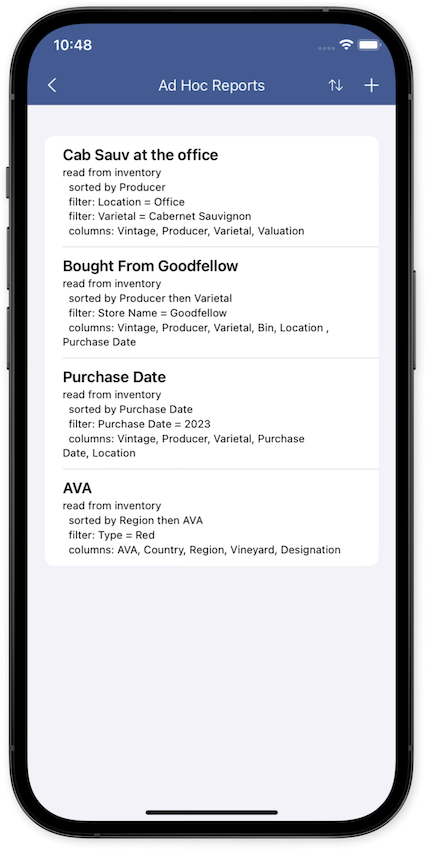 10:48
Ad Hoc Reports
Cab Sauv at the office
read from inventory
sorted by Producer
filter: Location = Office
filter: Varietal = Cabernet Sauvignon
columns: Vintage, Producer, Varietal, Valuation
Bought From Goodfellow
read from inventory
sorted by Producer then Varietal
filter: Store Name = Goodfellow
columns: Vintage, Producer, Varietal, Bin, Location ,
Purchase Date
Purchase Date
read from inventory
sorted by Purchase Date
filter: Purchase Date = 2023
columns: Vintage, Producer, Varietal, Purchase
Date, Location
AVA
read from inventory
sorted by Region then AVA
filter: Type = Red
columns: AVA, Country, Region, Vineyard, Designation